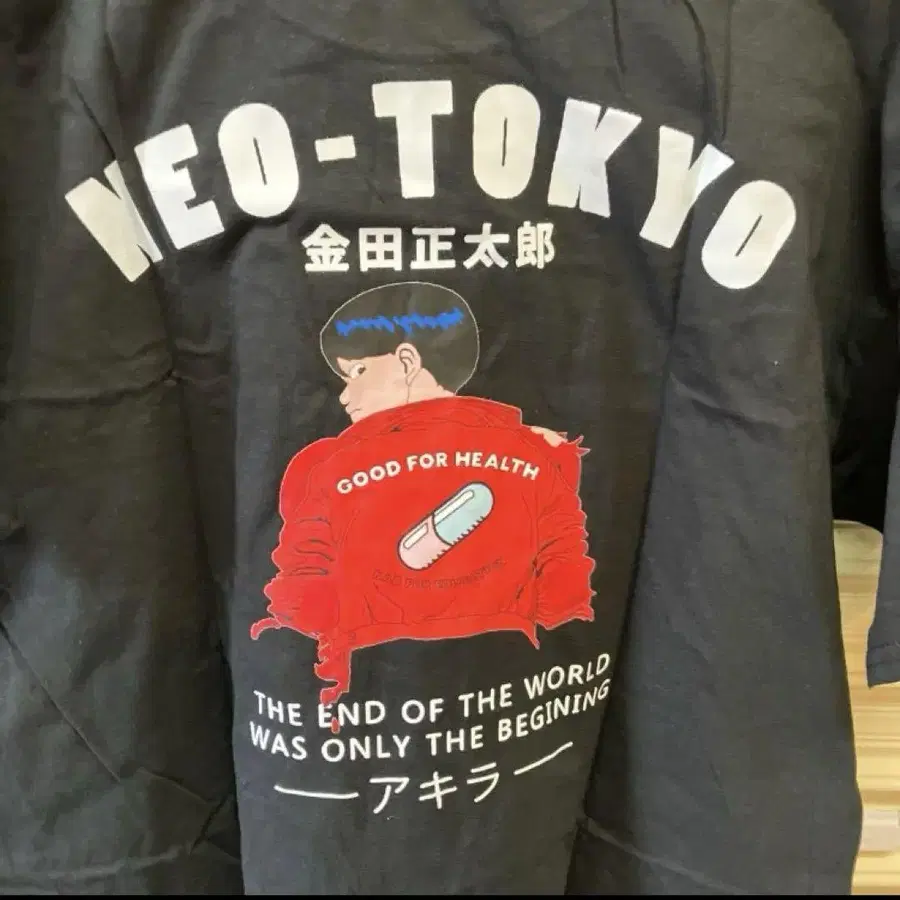 NEO-TOKYO
金田正太郎
GOOD FOR HEALTH
THE END OF THE WORLD
WAS ONLY THE BEGINING
アキラ